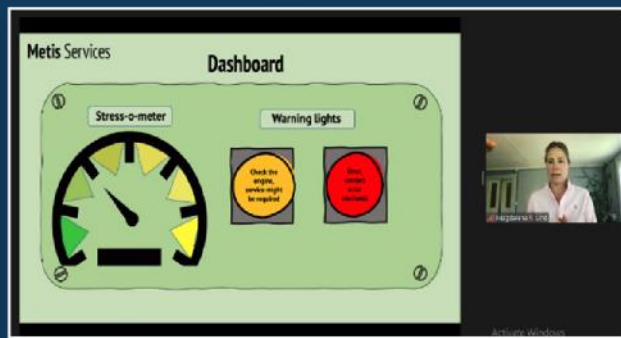 Metis Services
Dashboard
Stress-o-meter
Warning lights
Check the
engine,
service might
be required
Activate Windows